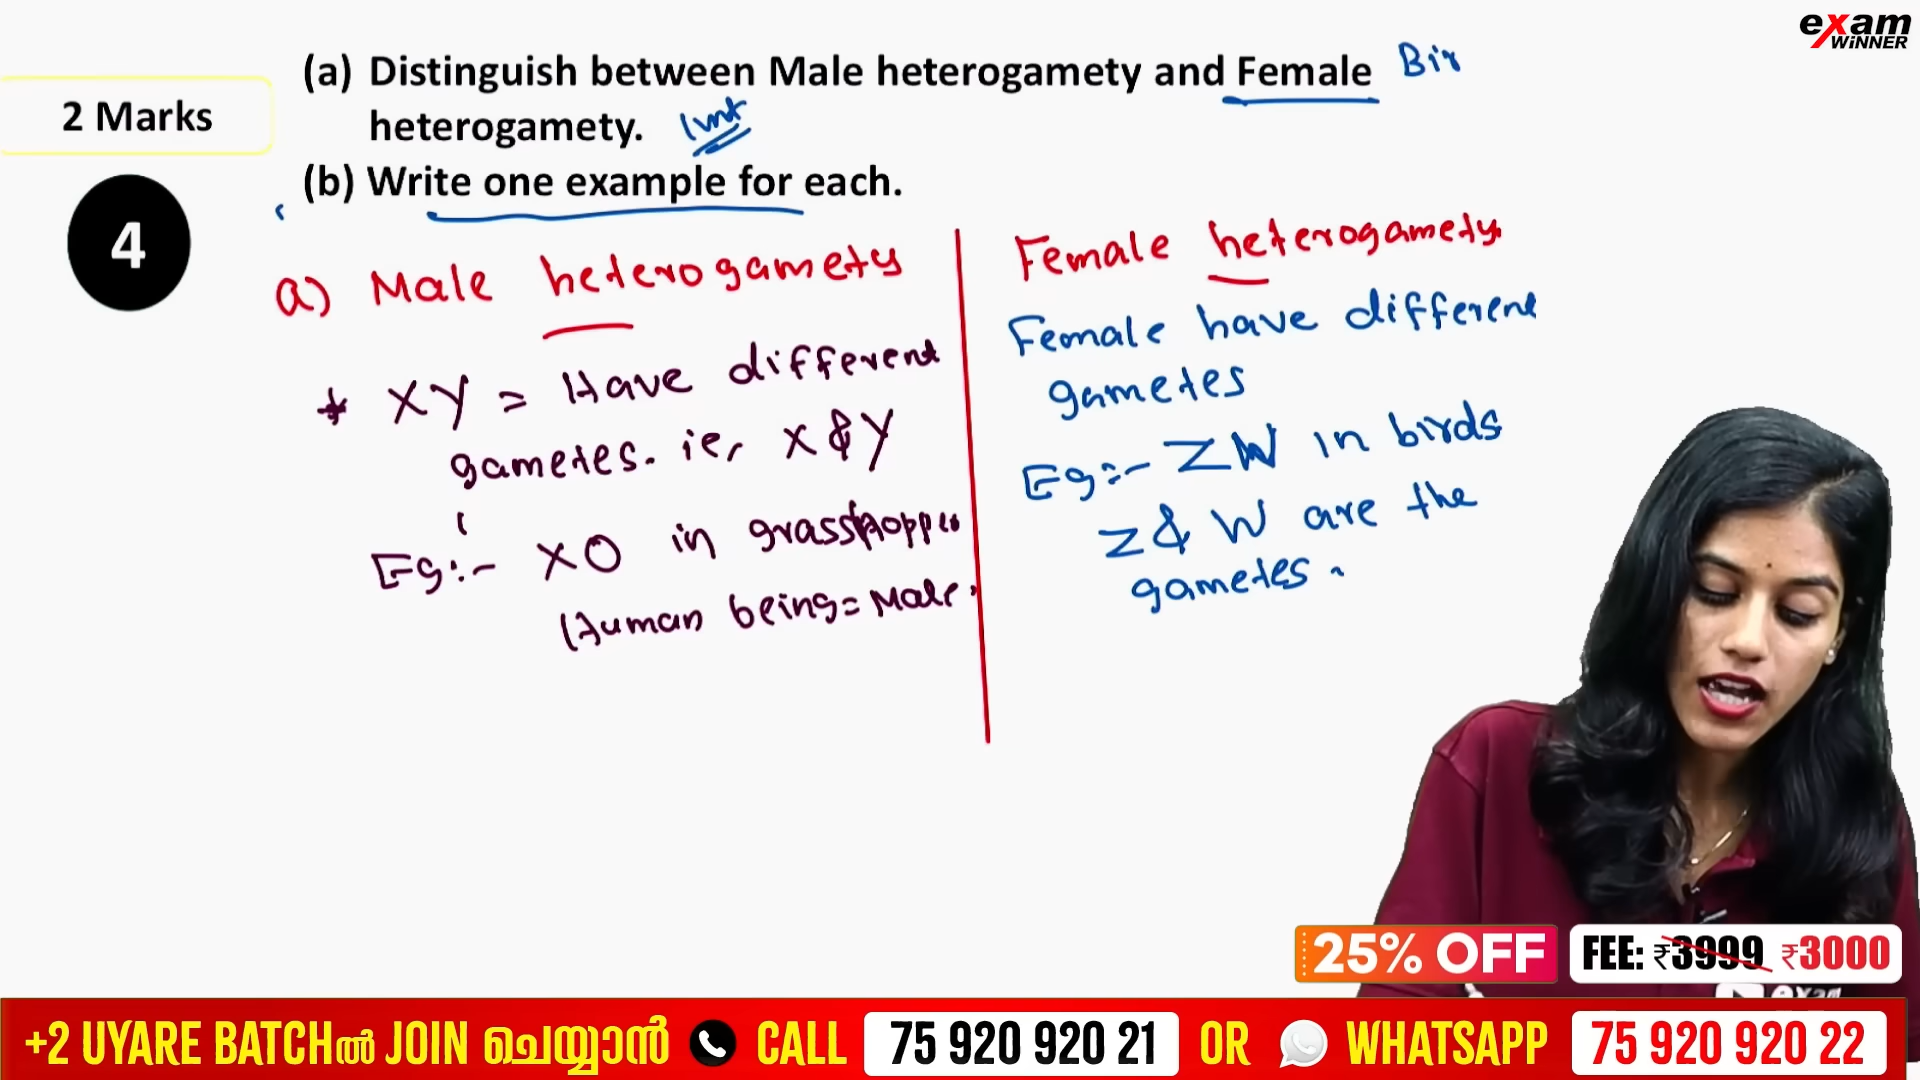 exam
WiNNER
2 Marks
4
(a) Distinguish between Male heterogamety and Female
heterogamety.
(b) Write one example for each.
a) Male heterogamety
* XY = Have different
gametes. ie, X & Y
Eg:- XO in grasshopper
Human being = Male.
Female heterogamety
Female have different
gametes
Eg:- ZW in birds
Z & W are the
gametes.
25% OFF
FEE: ₹3999 ₹3000
+2 UYARE BATCHൽ JOIN ചെയ്യാൻ CALL 75 920 920 21 OR WHATSAPP 75 920 920 22